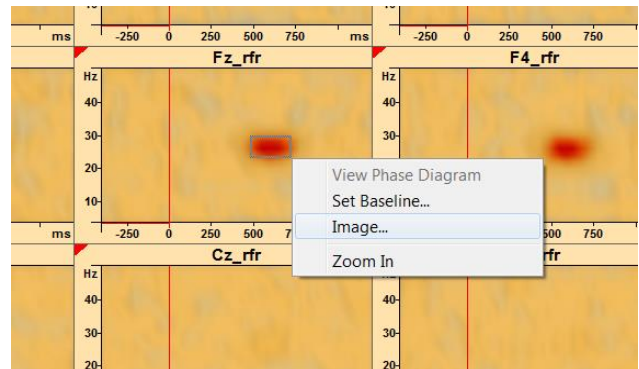 ms -250 0 250 500 750 ms -250 0 250 500 750
Fz_rfr F4_rfr
Hz Hz
40 40
30 30
20
10
View Phase Diagram
Set Baseline...
Image...
Zoom In
ms -250 0 250 500 7 500 750
Cz_rfr rfr
Hz
40 40
30 30
20 20